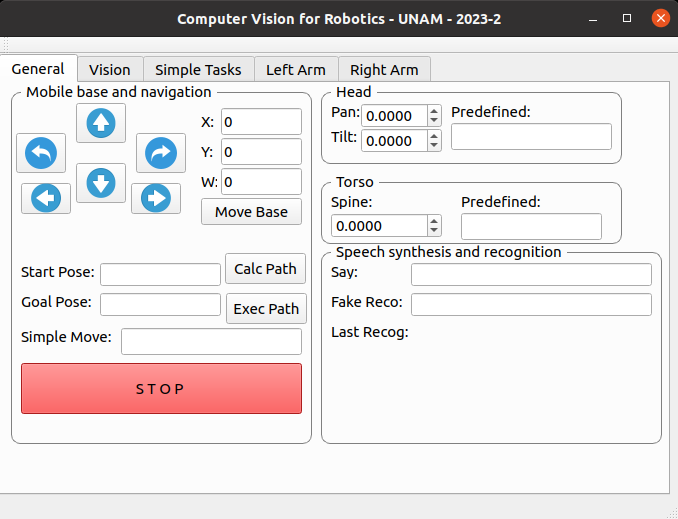 Computer Vision for Robotics - UNAM - 2023-2
General Vision Simple Tasks Left Arm Right Arm
Mobile base and navigation
X: 0
Y: 0
W: 0
Move Base
Start Pose: Calc Path
Goal Pose: Exec Path
Simple Move:
S T O P
Head
Pan: 0.0000 Predefined:
Tilt: 0.0000
Torso
Spine: Predefined:
0.0000
Speech synthesis and recognition
Say:
Fake Reco:
Last Recog: